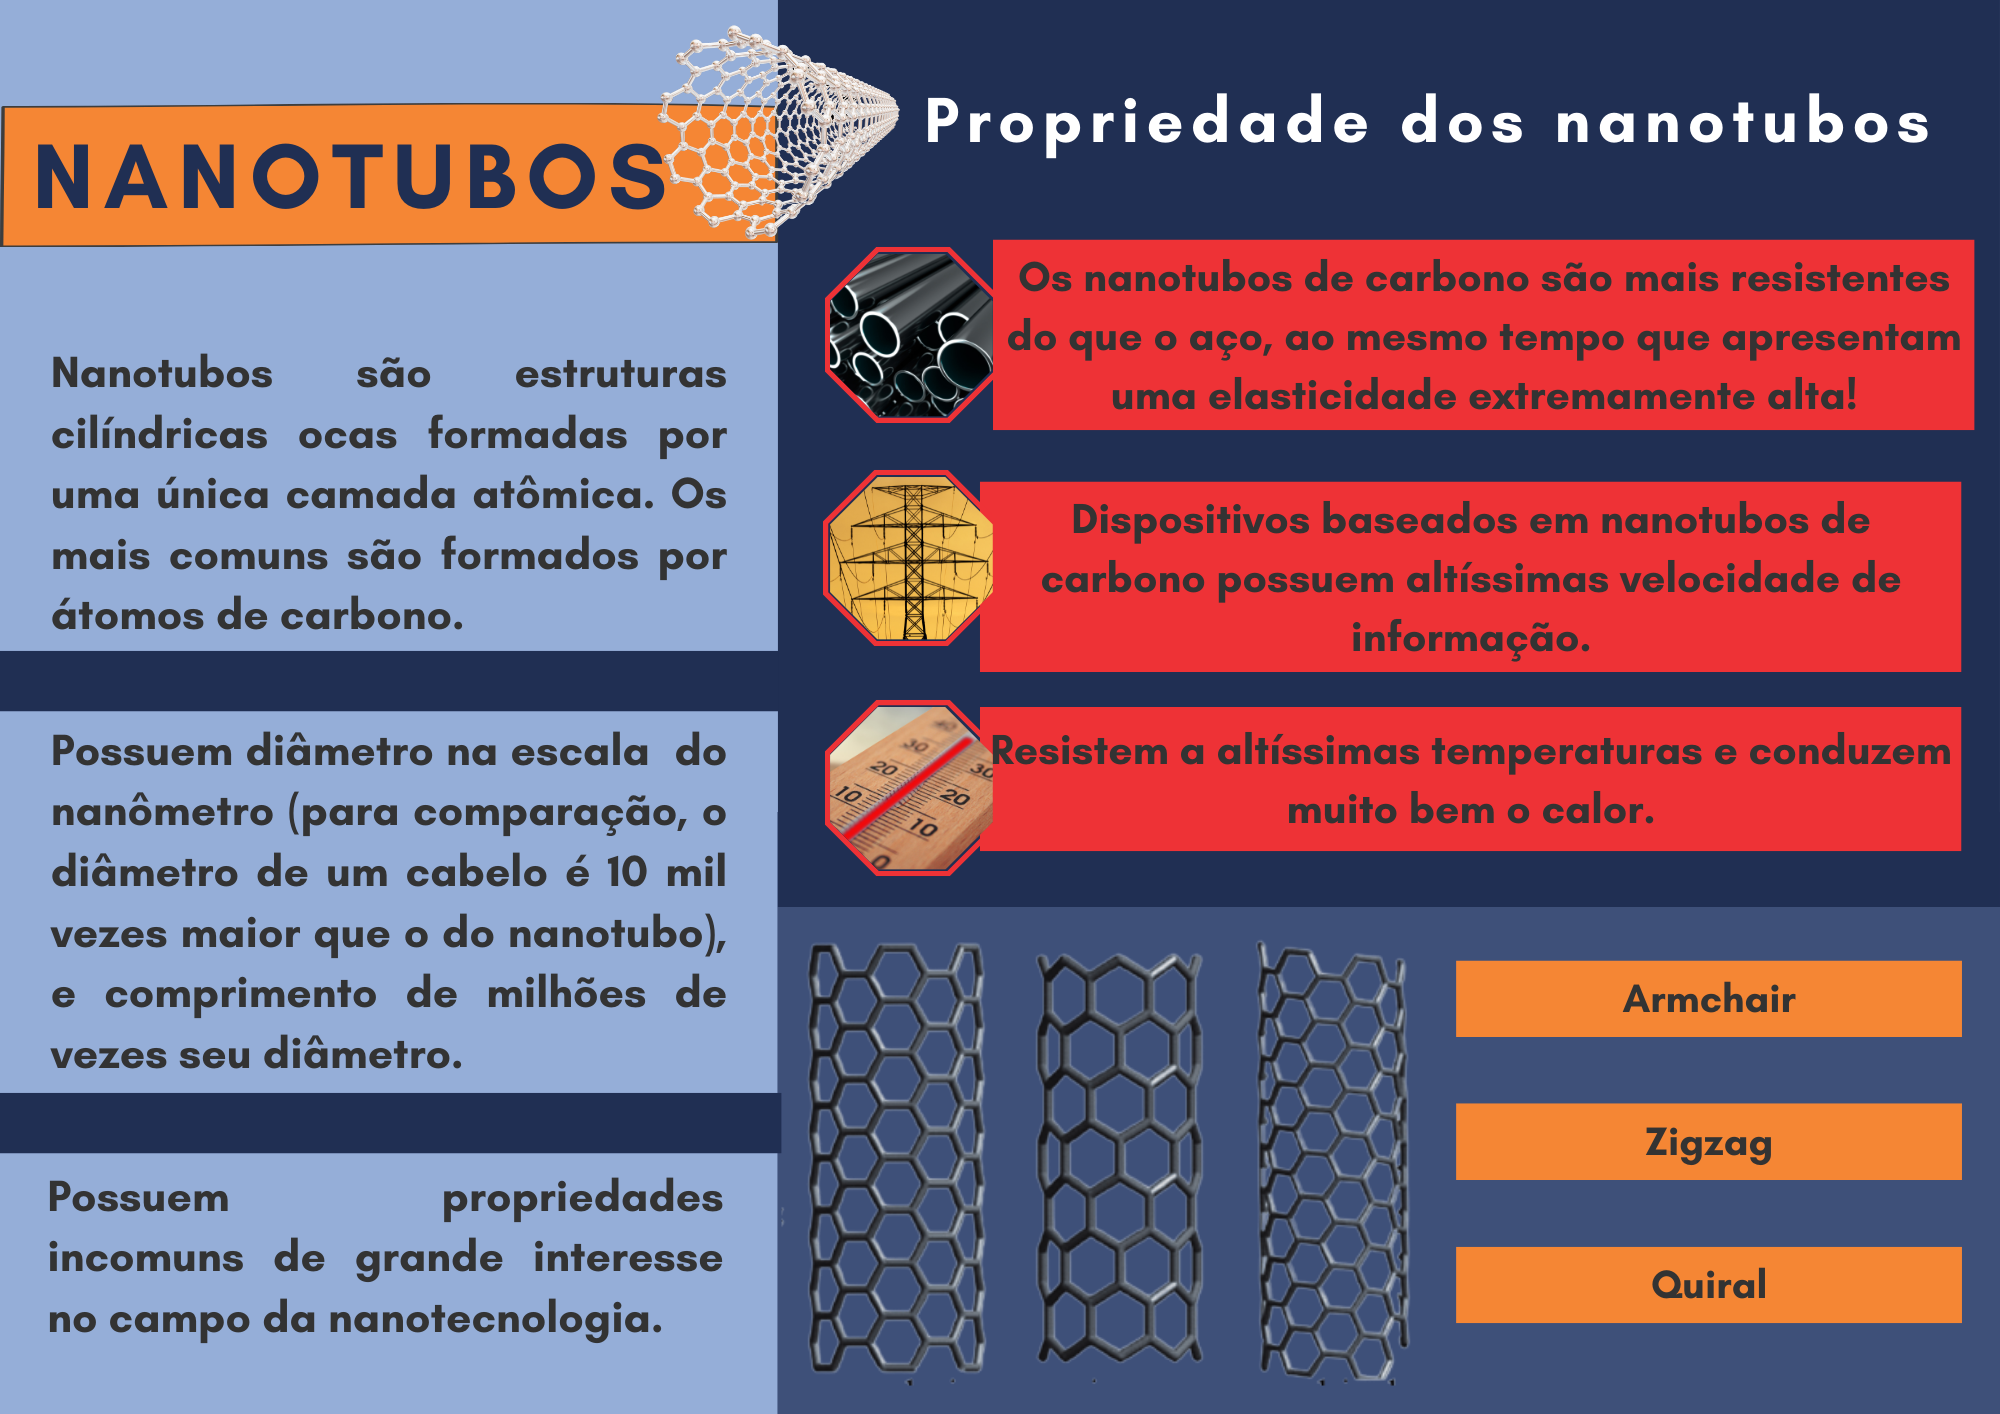 NANOTUBOS
Nanotubos são estruturas
cilíndricas ocas formadas por
uma única camada atômica. Os
mais comuns são formados por
átomos de carbono.
Possuem diâmetro na escala do
nanômetro (para comparação, o
diâmetro de um cabelo é 10 mil
vezes maior que o do nanotubo),
e comprimento de milhões de
vezes seu diâmetro.
Possuem propriedades
incomuns de grande interesse
no campo da nanotecnologia.
Propriedade dos nanotubos
Os nanotubos de carbono são mais resistentes
do que o aço, ao mesmo tempo que apresentam
uma elasticidade extremamente alta!
Dispositivos baseados em nanotubos de
carbono possuem altíssimas velocidade de
informação.
40
30 30
20 20
10 10
0
Resistem a altíssimas temperaturas e conduzem
muito bem o calor.
Armchair
Zigzag
Quiral